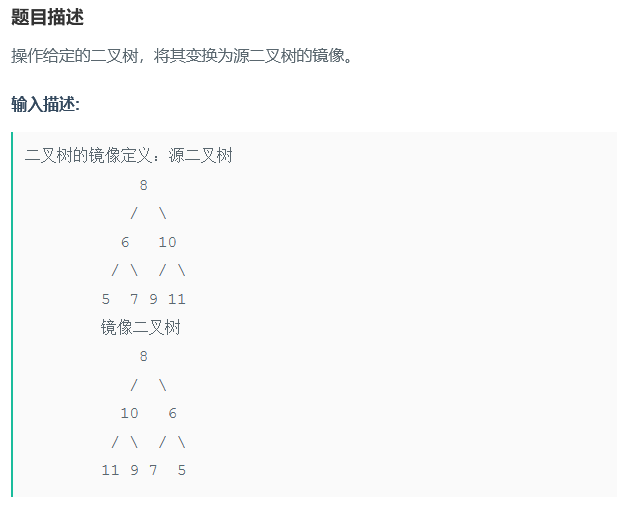 题目描述
操作给定的二叉树，将其变换为源二叉树的镜像。
输入描述:
二叉树的镜像定义：源二叉树
            8
           /  \
          6   10
         / \  / \
        5  7 9 11
        镜像二叉树
            8
           /  \
          10   6
         / \  / \
        11 9 7  5